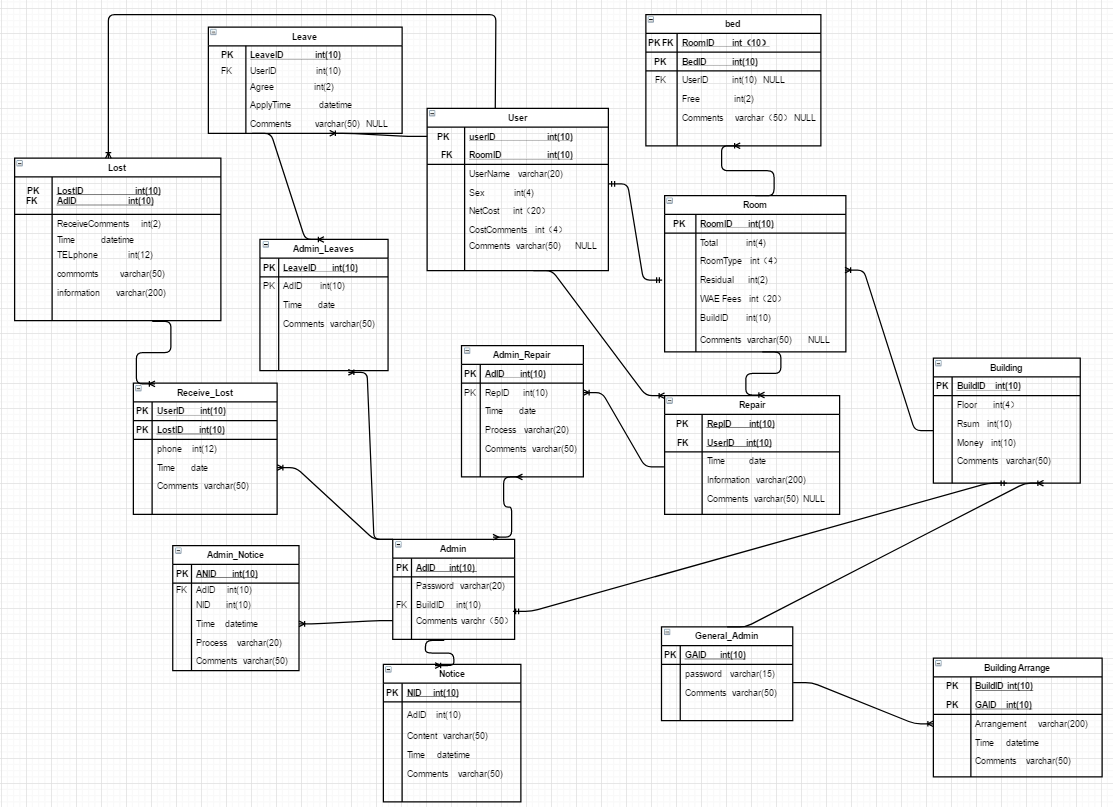 Leave
PK LeaveID int(10)
FK UserID int(10)
Agree int(2)
ApplyTime datetime
Comments varchar(50) NULL
bed
PK FK RoomID int (10)
PK BedID int(10)
FK UserID int(10) NULL
Free int(2)
Comments varchar (50) NULL
User
PK userID int(10)
FK RoomID int(10)
UserName varchar(20)
Sex int(4)
NetCost int (20)
CostComments int (4)
Comments varchar(50) NULL
Lost
PK LostID int(10)
FK AdID int(10)
ReceiveComments int(2)
Time datetime
TELphone int(12)
commomts varchar(50)
information varchar(200)
Room
PK RoomID int(10)
Total int(4)
RoomType int (4)
Residual int(2)
WAE Fees int (20)
BuildID int(10)
Comments varchar(50) NULL
Admin_Leaves
PK LeaveID int(10)
PK AdID int(10)
Time date
Comments varchar(50)
Admin_Repair
PK AdID int(10)
PK RepID int(10)
Time date
Process varchar(20)
Comments varchar(50)
Building
PK BuildID int(10)
Floor int(4)
Rsum int(10)
Money int(10)
Comments varchar(50)
Receive_Lost
PK UserID int(10)
PK LostID int(10)
phone int(12)
Time date
Comments varchar(50)
Repair
PK RepID int(10)
FK UserID int(10)
Time date
Information varchar(200)
Comments varchar(50) NULL
Admin_Notice
PK ANID int(10)
FK AdID int(10)
NID int(10)
Time datetime
Process varchar(20)
Comments varchar(50)
Admin
PK AdID int(10)
Password varchar(20)
FK BuildID int(10)
Comments varchr (50)
Notice
PK NID int(10)
AdID int(10)
Content varchar(50)
Time datetime
Comments varchar(50)
General_Admin
PK GAID int(10)
password varchar(15)
Comments varchar(50)
Building Arrange
PK BuildID int(10)
PK GAID int(10)
Arrangement varchar(200)
Time datetime
Comments varchar(50)